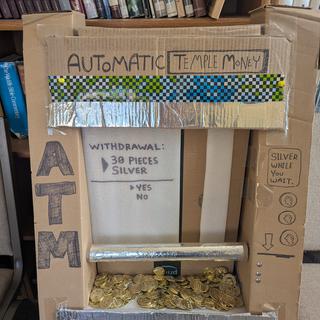 AUTOMATIC TEMPLE MONEY
ATM
WITHDRAWAL:
30 PIECES
SILVER
YES
NO
SILVER
WHILE
YOU
WAIT.